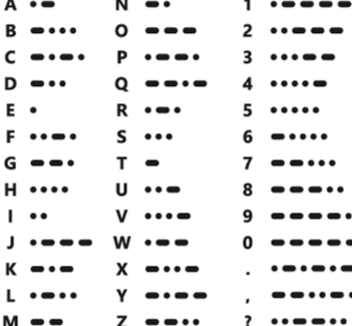 A •– N –• 1 •––––
B –••• O ––– 2 ••–––
C –•–• P •––• 3 •••––
D –•• Q ––•– 4 ••••–
E • R •–• 5 •••••
F ••–• S ••• 6 –••••
G ––• T – 7 ––•••
H •••• U ••– 8 –––••
I •• V •••– 9 ––––•
J •––– W •–– 0 ––––
K –•– X –••– . •–•–•
L •–•• Y –•–– , ––••–
M –– Z ––•• ? ••––••